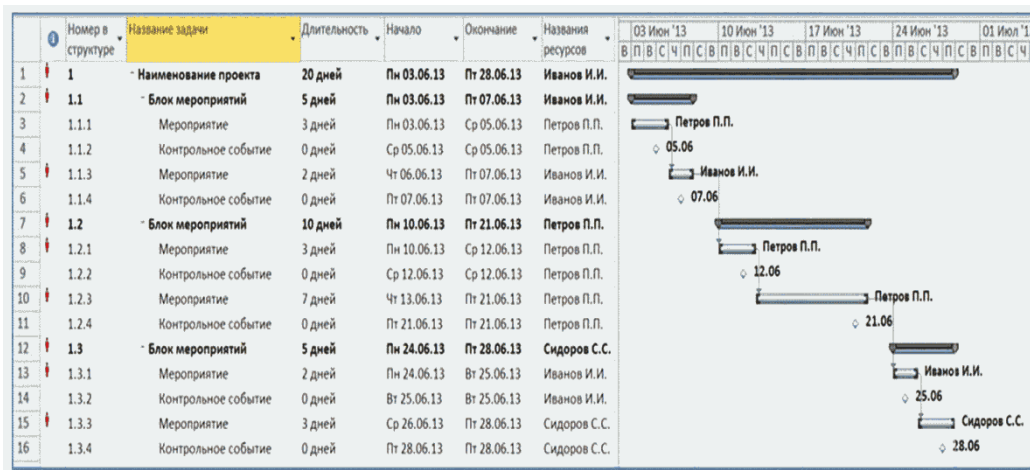 Номер в структуре Название задачи Длительность Начало Окончание Названия ресурсов 03 Июн '13 10 Июн '13 17 Июн '13 24 Июн '13 01 Июл '1
В П В С Ч П С В П В С Ч П С В П В С Ч П С В П В С Ч П С В П В С Ч
1 1 Наименование проекта 20 дней Пн 03.06.13 Пт 28.06.13 Иванов И.И.
2 1.1 Блок мероприятий 5 дней Пн 03.06.13 Пт 07.06.13 Иванов И.И.
3 1.1.1 Мероприятие 3 дней Пн 03.06.13 Ср 05.06.13 Петров П.П. Петров П.П.
4 1.1.2 Контрольное событие 0 дней Ср 05.06.13 Ср 05.06.13 Петров П.П. 05.06
5 1.1.3 Мероприятие 2 дней Чт 06.06.13 Пт 07.06.13 Иванов И.И. Иванов И.И.
6 1.1.4 Контрольное событие 0 дней Пт 07.06.13 Пт 07.06.13 Иванов И.И. 07.06
7 1.2 Блок мероприятий 10 дней Пн 10.06.13 Пт 21.06.13 Петров П.П.
8 1.2.1 Мероприятие 3 дней Пн 10.06.13 Ср 12.06.13 Петров П.П. Петров П.П.
9 1.2.2 Контрольное событие 0 дней Ср 12.06.13 Ср 12.06.13 Петров П.П. 12.06
10 1.2.3 Мероприятие 7 дней Чт 13.06.13 Пт 21.06.13 Петров П.П. Петров П.П.
11 1.2.4 Контрольное событие 0 дней Пт 21.06.13 Пт 21.06.13 Петров П.П. 21.06
12 1.3 Блок мероприятий 5 дней Пн 24.06.13 Пт 28.06.13 Сидоров С.С.
13 1.3.1 Мероприятие 2 дней Пн 24.06.13 Вт 25.06.13 Иванов И.И. Иванов И.И.
14 1.3.2 Контрольное событие 0 дней Вт 25.06.13 Вт 25.06.13 Иванов И.И. 25.06
15 1.3.3 Мероприятие 3 дней Ср 26.06.13 Пт 28.06.13 Сидоров С.С. Сидоров С.С.
16 1.3.4 Контрольное событие 0 дней Пт 28.06.13 Пт 28.06.13 Сидоров С.С. 28.06